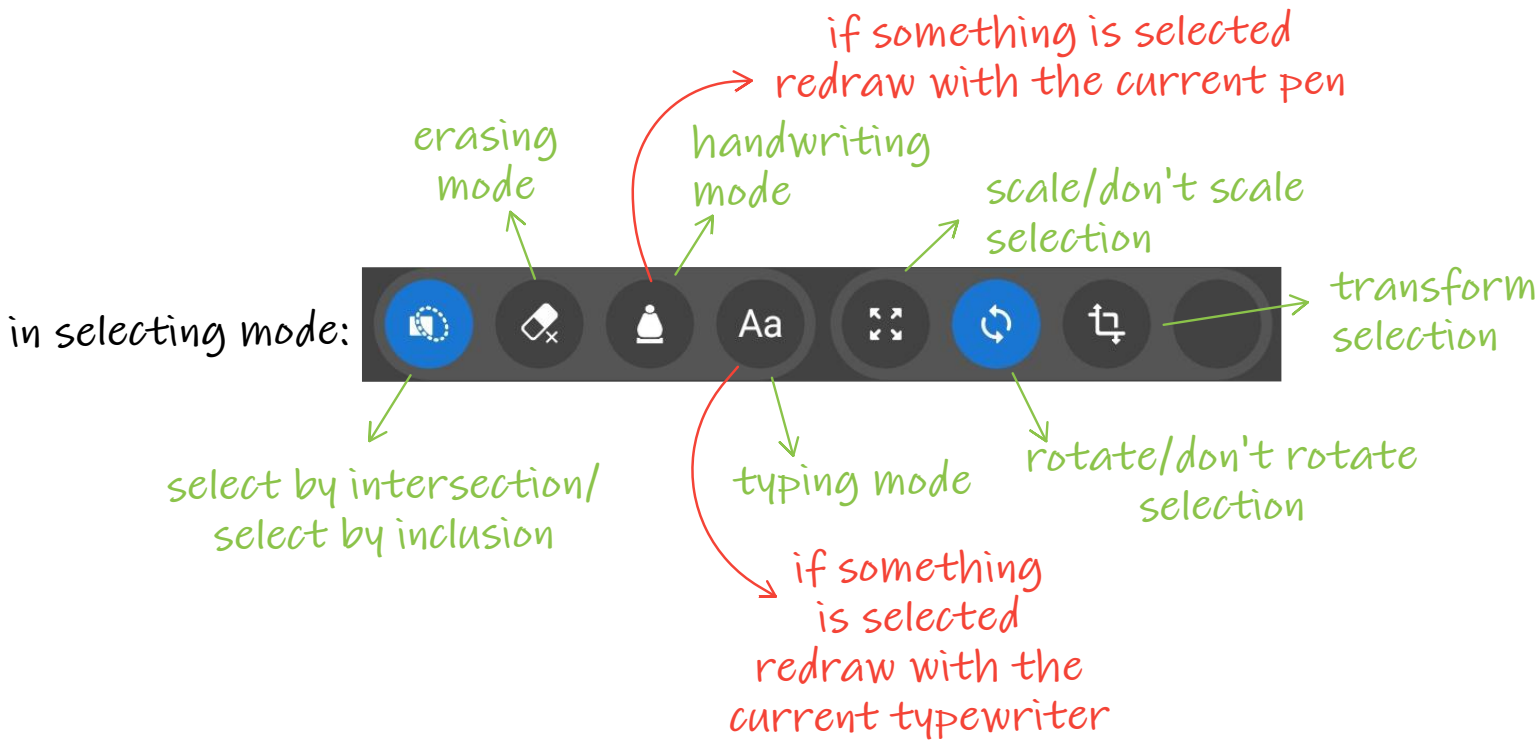 if something is selected
redraw with the current pen
erasing
mode
handwriting
mode
scale/don't scale
selection
transform
selection
in selecting mode:
Aa
select by intersection/
select by inclusion
typing mode
rotate/don't rotate
selection
if something
is selected
redraw with the
current typewriter